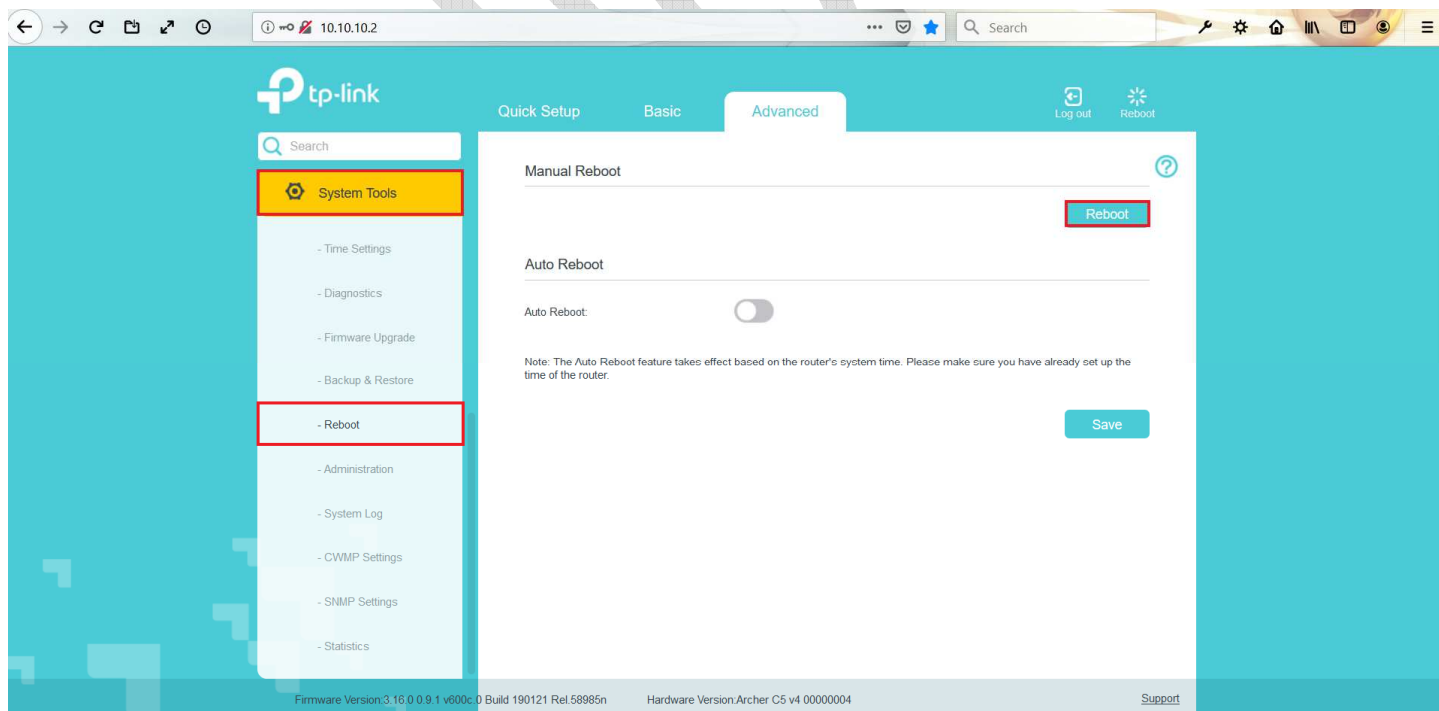 10.10.10.2
Search
tp-link
Quick Setup
Basic
Advanced
Log out
Reboot
Search
System Tools
- Time Settings
- Diagnostics
- Firmware Upgrade
- Backup & Restore
- Reboot
- Administration
- System Log
- CWMP Settings
- SNMP Settings
- Statistics
Manual Reboot
Reboot
Auto Reboot
Auto Reboot:
Note: The Auto Reboot feature takes effect based on the router's system time. Please make sure you have already set up the
time of the router.
Save
Firmware Version:3.16.0 0.9.1 v600c.0 Build 190121 Rel.58985n
Hardware Version:Archer C5 v4 00000004
Support